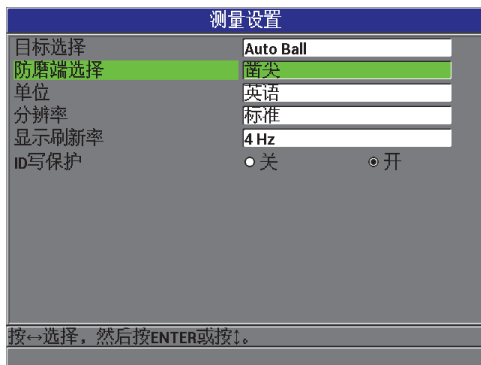 测量设置
目标选择 Auto Ball
防磨端选择 凿尖
单位 英语
分辨率 标准
显示刷新率 4 Hz
ID写保护 关 开
按↔选择，然后按ENTER或按↕。